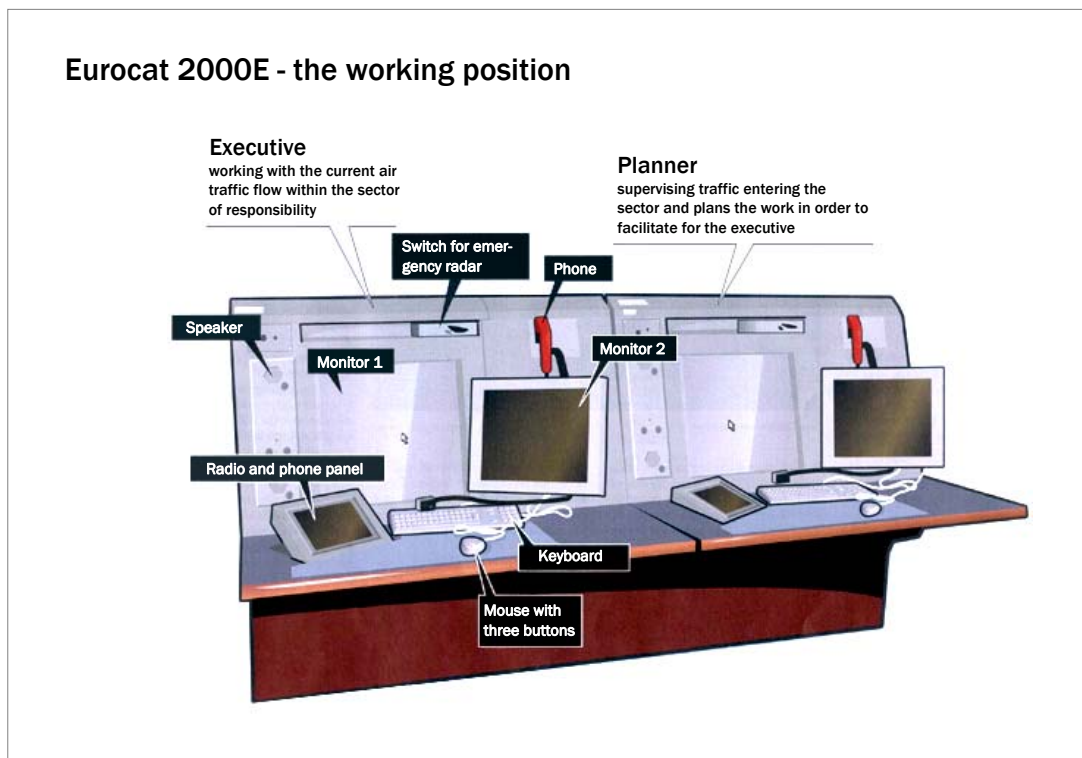 Eurocat 2000E - the working position
Executive
working with the current air
traffic flow within the sector
of responsibility
Planner
supervising traffic entering the
sector and plans the work in order to
facilitate for the executive
Switch for emer-
gency radar
Phone
Speaker
Monitor 1
Monitor 2
Radio and phone panel
Keyboard
Mouse with
three buttons